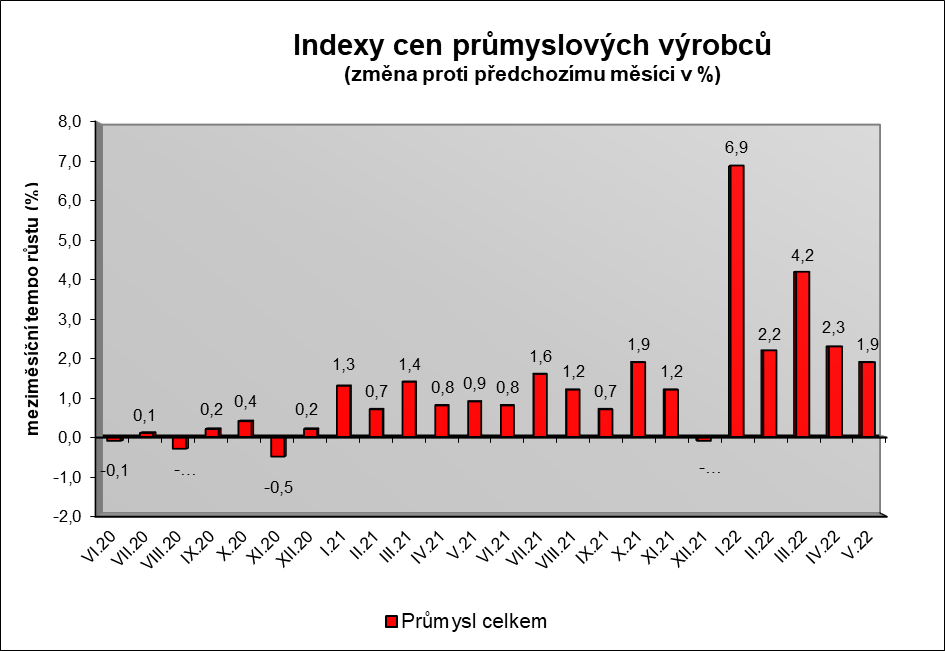 Indexy cen průmyslových výrobců
(změna proti předchozímu měsíci v %)
meziměsíční tempo růstu (%)
8,0
7,0
6,0
5,0
4,0
3,0
2,0
1,0
0,0
-1,0
-2,0
-0,1
0,1
-...
0,2
0,4
-0,5
0,2
1,3
0,7
1,4
0,8
0,9
0,8
1,6
1,2
0,7
1,9
1,2
-...
6,9
2,2
4,2
2,3
1,9
VI.20
VII.20
VIII.20
IX.20
X.20
XI.20
XII.20
I.21
II.21
III.21
IV.21
V.21
VI.21
VII.21
VIII.21
IX.21
X.21
XI.21
XII.21
I.22
II.22
III.22
IV.22
V.22
Průmysl celkem